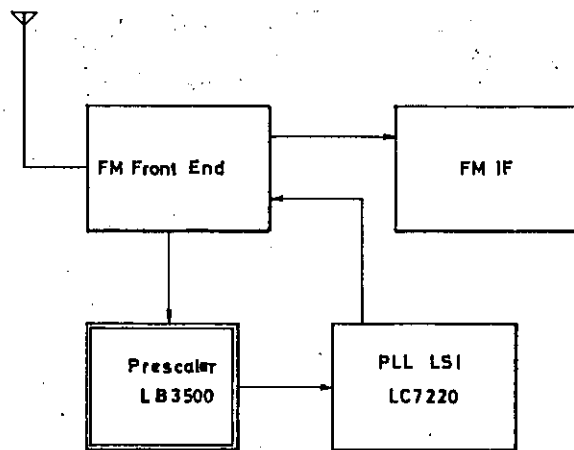 FM Front End
FM IF
Prescaler
LB3500
PLL LSI
LC7220